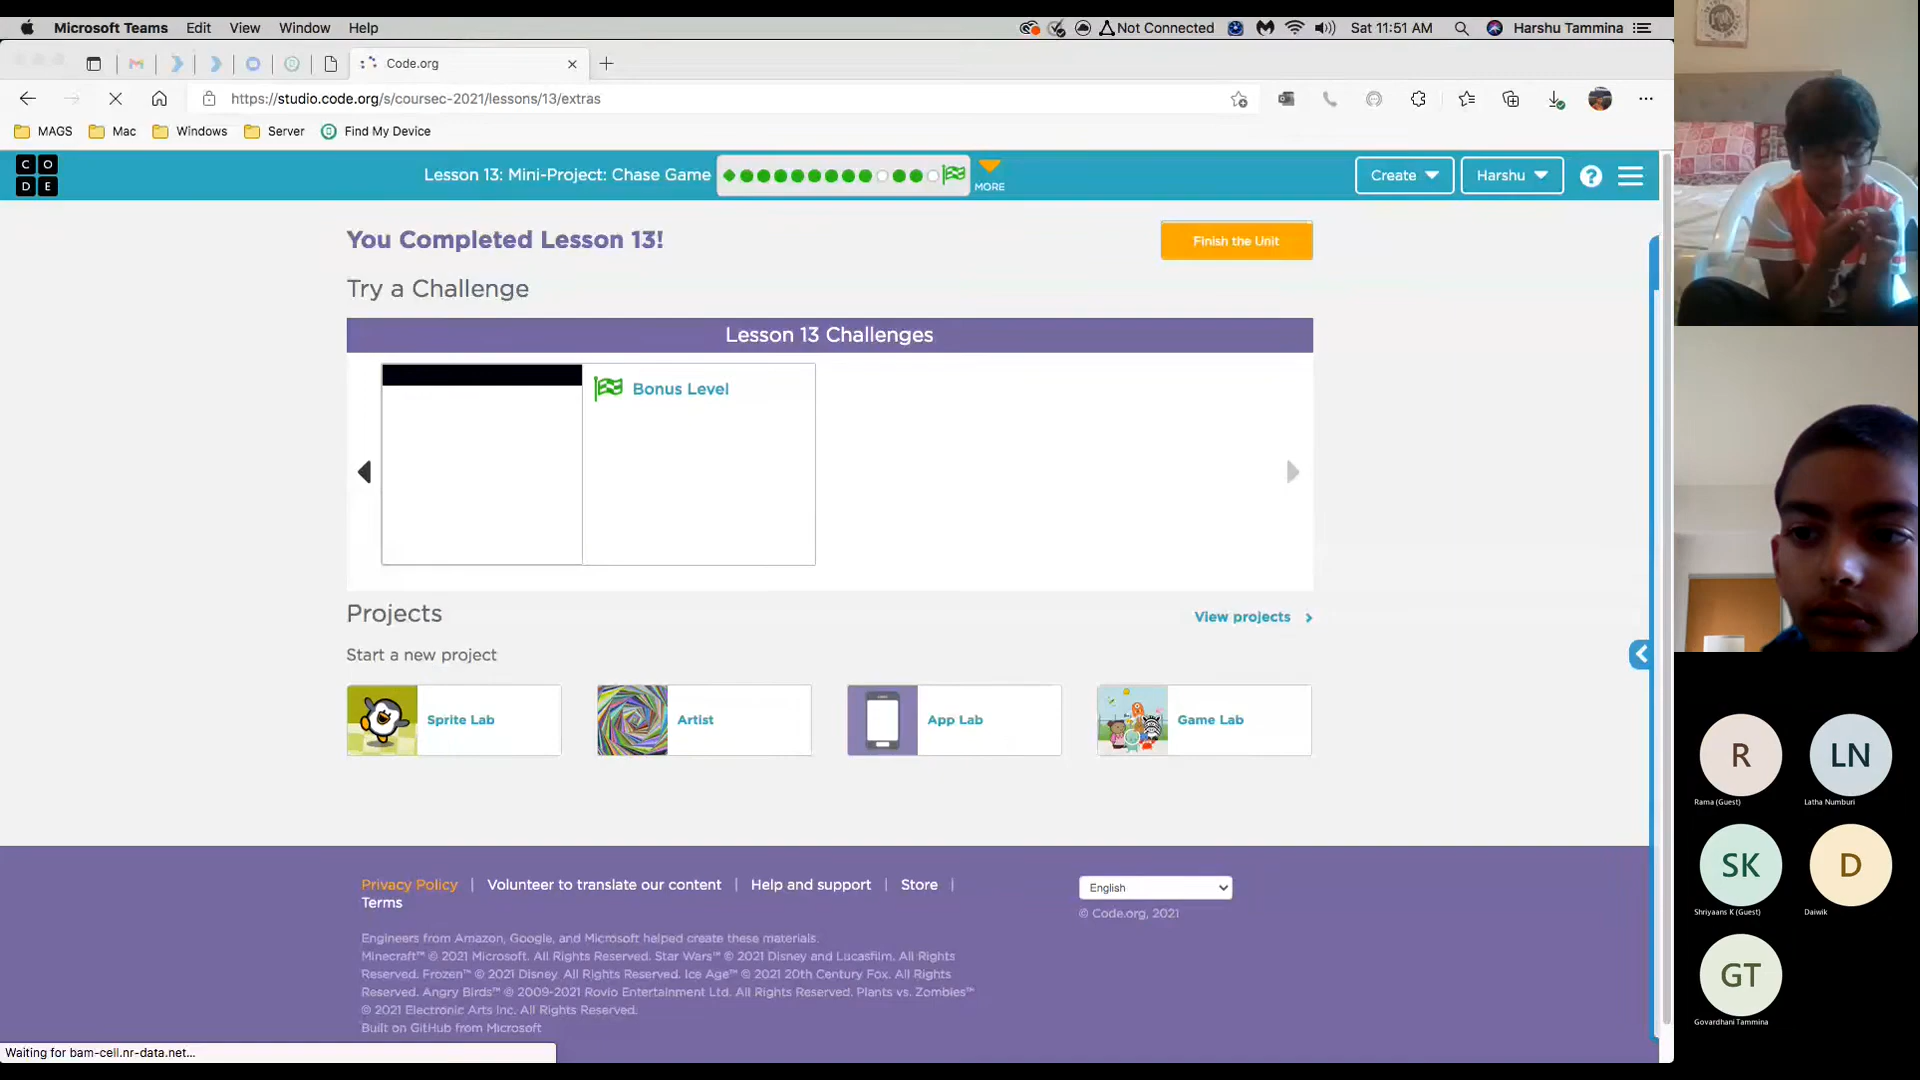 Microsoft Teams Edit View Window Help
Not Connected Sat 11:51 AM Harshu Tammina
Code.org
https://studio.code.org/s/coursec-2021/lessons/13/extras
MAGS Mac Windows Server Find My Device
C O
D E
Lesson 13: Mini-Project: Chase Game
MORE
Create
Harshu
?
You Completed Lesson 13!
Finish the Unit
Try a Challenge
Lesson 13 Challenges
Bonus Level
Projects
View projects
Start a new project
Sprite Lab
Artist
App Lab
Game Lab
Privacy Policy | Volunteer to translate our content | Help and support | Store |
Terms
English
© Code.org, 2021
Engineers from Amazon, Google, and Microsoft helped create these materials.
Minecraft™ © 2021 Microsoft. All Rights Reserved. Star Wars™ © 2021 Disney and Lucasfilm. All Rights
Reserved. Frozen™ © 2021 Disney. All Rights Reserved. Ice Age™ © 2021 20th Century Fox. All Rights
Reserved. Angry Birds™ © 2009-2021 Rovio Entertainment Ltd. All Rights Reserved. Plants vs. Zombies™
© 2021 Electronic Arts Inc. All Rights Reserved.
Built on GitHub from Microsoft
Waiting for bam-cell.nr-data.net...
R
Rama (Guest)
LN
Latha Numburi
SK
Shriyaans K (Guest)
D
Daiwik
GT
Govardhani Tammina